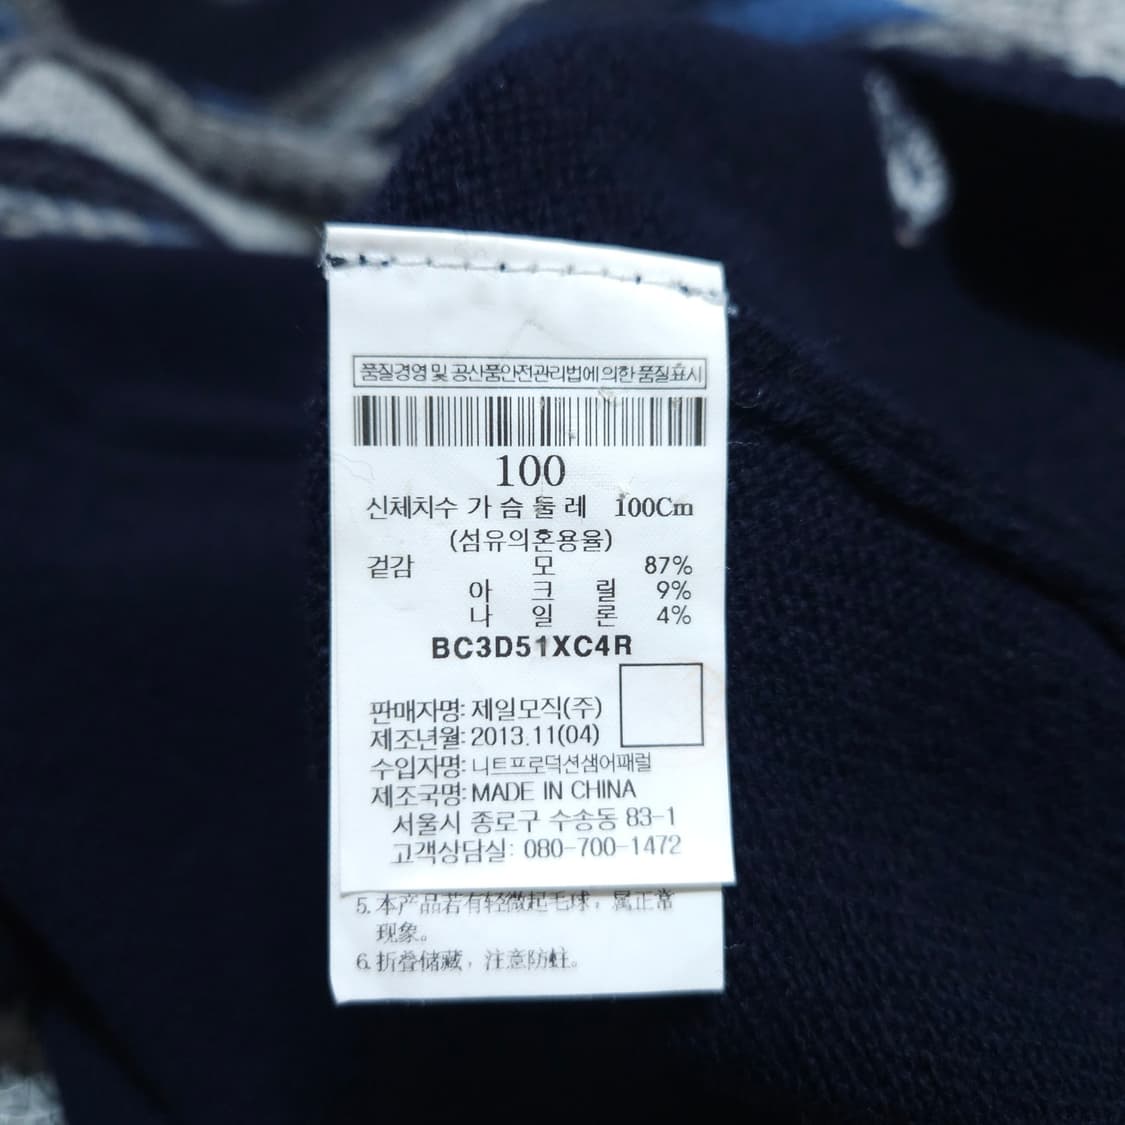 품질경영 및 공산품안전관리법에 의한 품질표시
100
신체치수 가 슴 둘 레 100Cm
(섬유의혼용율)
겉감 모 87%
아 크 릴 9%
나 일 론 4%
BC3D51XC4R
판매자명: 제일모직(주)
제조년월: 2013.11(04)
수입자명: 니트프로덕션샘어패럴
제조국명: MADE IN CHINA
서울시 종로구 수송동 83-1
고객상담실: 080-700-1472
5. 本产品若有轻微起毛球，属正常
现象。
6. 折叠储藏，注意防蛀。